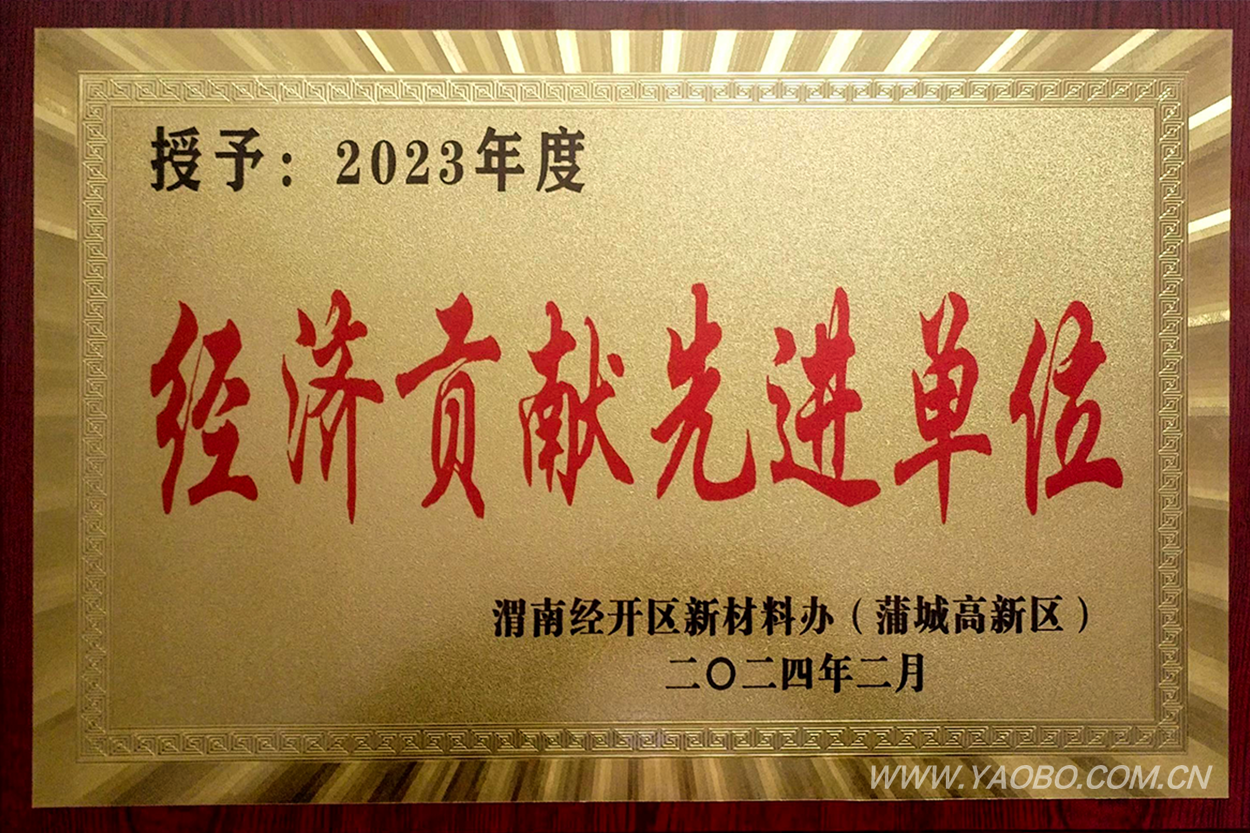 授予：2023年度
经济贡献先进单位
渭南经开区新材料办（蒲城高新区）
二〇二四年二月
WWW.YAOBO.COM.CN